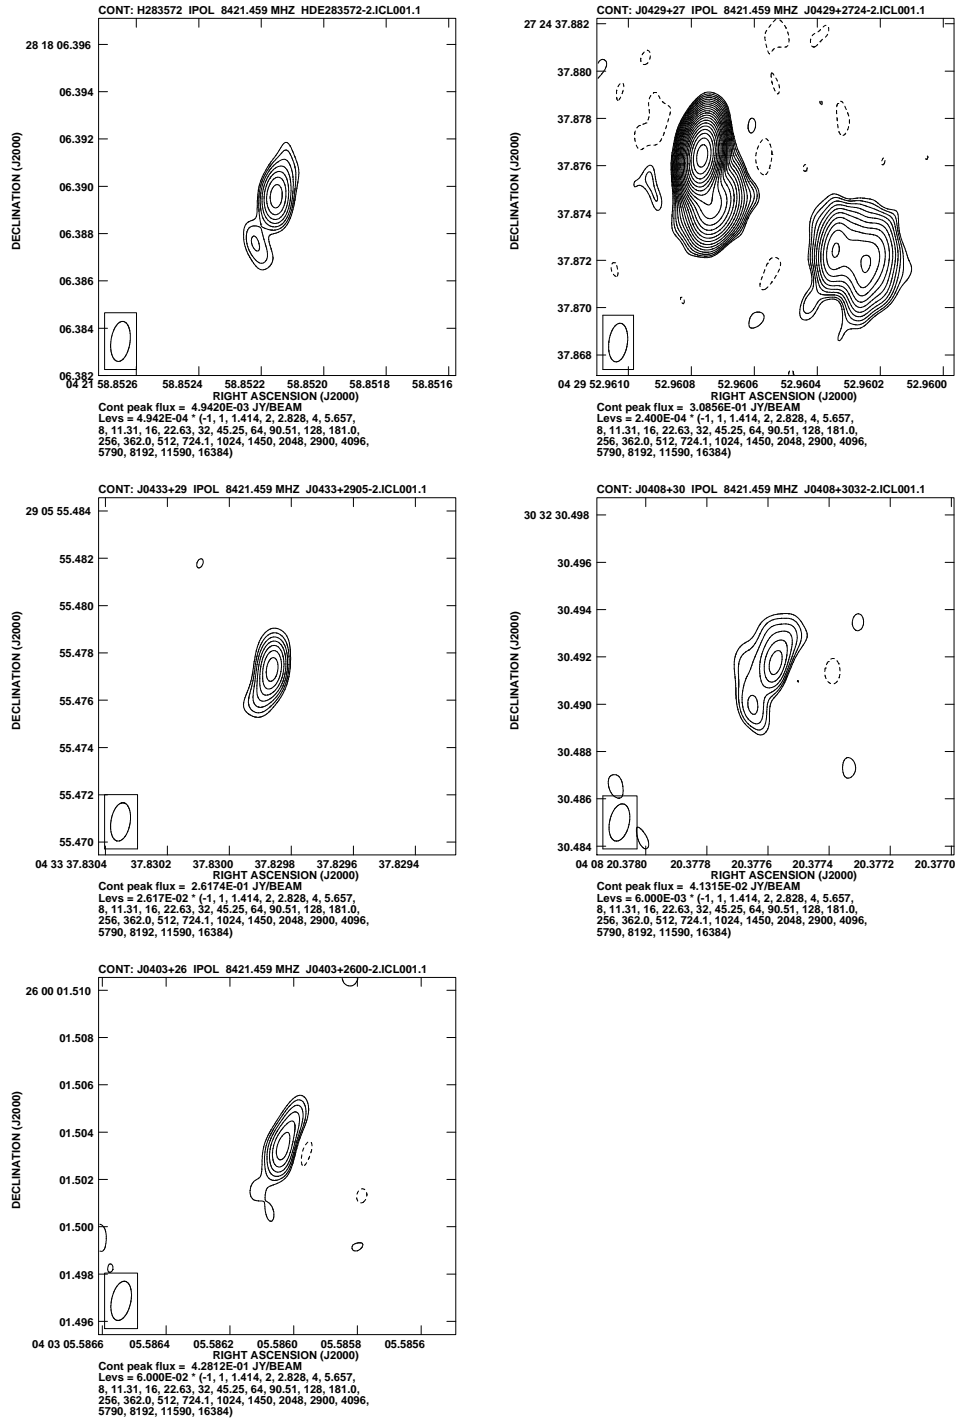 CONT: H283572 IPOL 8421.459 MHZ HDE283572-2.ICL001.1
DECLINATION (J2000)
28 18 06.396
06.394
06.392
06.390
06.388
06.386
06.384
06.382
04 21 58.8526 58.8524 58.8522 58.8520 58.8518 58.8516
RIGHT ASCENSION (J2000)
Cont peak flux = 4.9420E-03 JY/BEAM
Levs = 4.942E-04 * (-1, 1, 1.414, 2, 2.828, 4, 5.657,
8, 11.31, 16, 22.63, 32, 45.25, 64, 90.51, 128, 181.0,
256, 362.0, 512, 724.1, 1024, 1450, 2048, 2900, 4096,
5790, 8192, 11590, 16384)
CONT: J0429+27 IPOL 8421.459 MHZ J0429+2724-2.ICL001.1
DECLINATION (J2000)
27 24 37.882
37.880
37.878
37.876
37.874
37.872
37.870
37.868
04 29 52.9610 52.9608 52.9606 52.9604 52.9602 52.9600
RIGHT ASCENSION (J2000)
Cont peak flux = 3.0856E-01 JY/BEAM
Levs = 2.400E-04 * (-1, 1, 1.414, 2, 2.828, 4, 5.657,
8, 11.31, 16, 22.63, 32, 45.25, 64, 90.51, 128, 181.0,
256, 362.0, 512, 724.1, 1024, 1450, 2048, 2900, 4096,
5790, 8192, 11590, 16384)
CONT: J0433+29 IPOL 8421.459 MHZ J0433+2905-2.ICL001.1
DECLINATION (J2000)
29 05 55.484
55.482
55.480
55.478
55.476
55.474
55.472
55.470
04 33 37.8304 37.8302 37.8300 37.8298 37.8296 37.8294
RIGHT ASCENSION (J2000)
Cont peak flux = 2.6174E-01 JY/BEAM
Levs = 2.617E-02 * (-1, 1, 1.414, 2, 2.828, 4, 5.657,
8, 11.31, 16, 22.63, 32, 45.25, 64, 90.51, 128, 181.0,
256, 362.0, 512, 724.1, 1024, 1450, 2048, 2900, 4096,
5790, 8192, 11590, 16384)
CONT: J0408+30 IPOL 8421.459 MHZ J0408+3032-2.ICL001.1
DECLINATION (J2000)
30 32 30.498
30.496
30.494
30.492
30.490
30.488
30.486
30.484
04 08 20.3780 20.3778 20.3776 20.3774 20.3772 20.3770
RIGHT ASCENSION (J2000)
Cont peak flux = 4.1315E-02 JY/BEAM
Levs = 6.000E-03 * (-1, 1, 1.414, 2, 2.828, 4, 5.657,
8, 11.31, 16, 22.63, 32, 45.25, 64, 90.51, 128, 181.0,
256, 362.0, 512, 724.1, 1024, 1450, 2048, 2900, 4096,
5790, 8192, 11590, 16384)
CONT: J0403+26 IPOL 8421.459 MHZ J0403+2600-2.ICL001.1
DECLINATION (J2000)
26 00 01.510
01.508
01.506
01.504
01.502
01.500
01.498
01.496
04 03 05.5866 05.5864 05.5862 05.5860 05.5858 05.5856
RIGHT ASCENSION (J2000)
Cont peak flux = 4.2812E-01 JY/BEAM
Levs = 6.000E-02 * (-1, 1, 1.414, 2, 2.828, 4, 5.657,
8, 11.31, 16, 22.63, 32, 45.25, 64, 90.51, 128, 181.0,
256, 362.0, 512, 724.1, 1024, 1450, 2048, 2900, 4096,
5790, 8192, 11590, 16384)